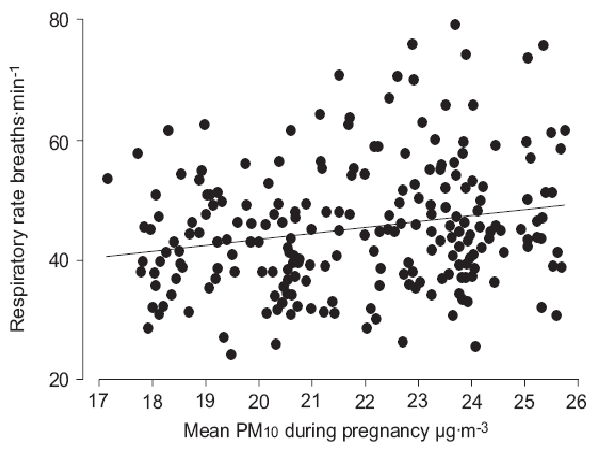 80
60
40
20
Respiratory rate breaths·min-1
17 18 19 20 21 22 23 24 25 26
Mean PM10 during pregnancy µg·m-3